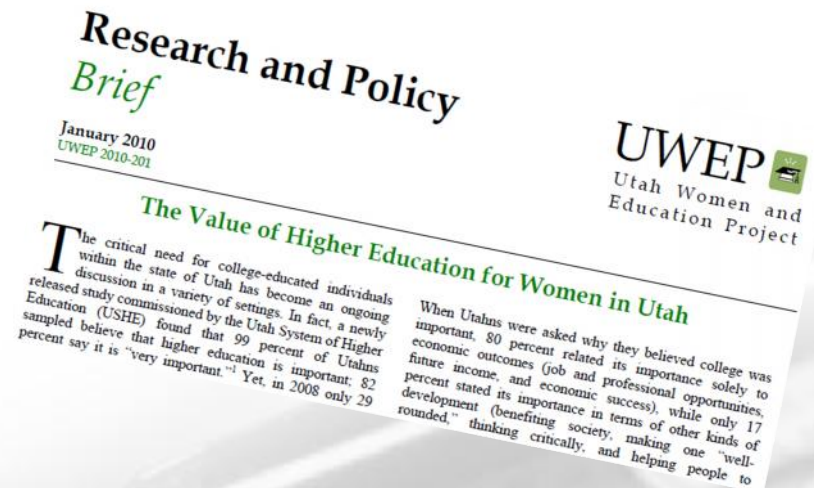 Research and Policy
Brief
January 2010
UWEP 2010-201
UWEP
Utah Women and
Education Project
The Value of Higher Education for Women in Utah
The critical need for college-educated individuals
within the state of Utah has become an ongoing
discussion in a variety of settings. In fact, a newly
released study commissioned by the Utah System of Higher
Education (USHE) found that 99 percent of Utahns
sampled believe that higher education is important; 82
percent say it is “very important.”¹ Yet, in 2008 only 29
When Utahns were asked why they believed college was
important, 80 percent related its importance solely to
economic outcomes (job and professional opportunities,
future income, and economic success), while only 17
percent stated its importance in terms of other kinds of
development (benefiting society, making one “well-
rounded,” thinking critically, and helping people to